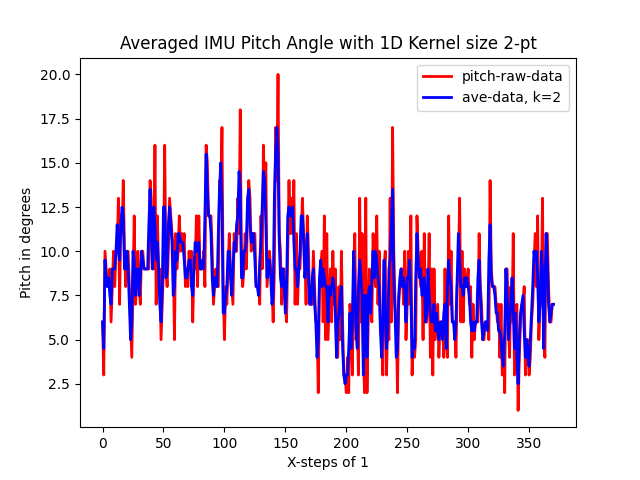 Averaged IMU Pitch Angle with 1D Kernel size 2-pt
pitch-raw-data
ave-data, k=2
Pitch in degrees
20.0
17.5
15.0
12.5
10.0
7.5
5.0
2.5
0 50 100 150 200 250 300 350
X-steps of 1